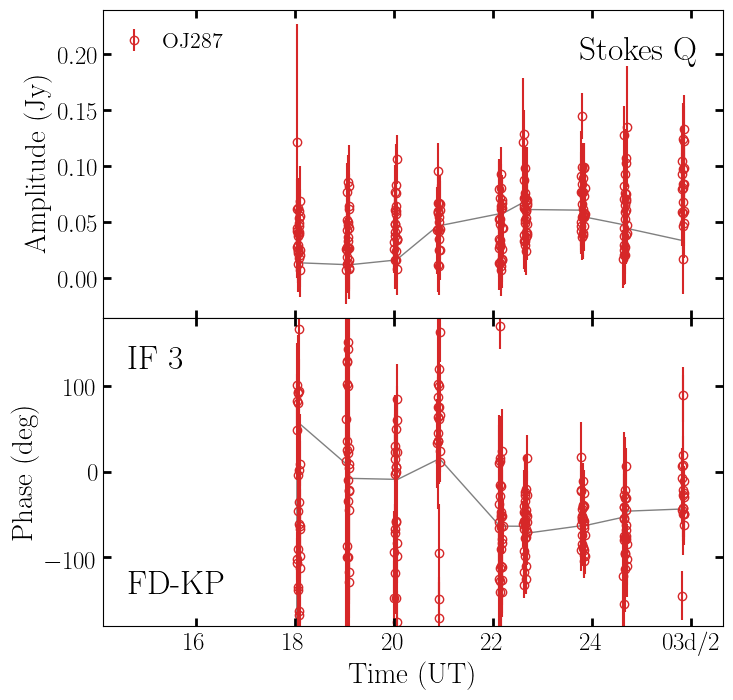 OJ287
Stokes Q
Amplitude (Jy)
0.20
0.15
0.10
0.05
0.00
IF 3
FD-KP
Phase (deg)
100
0
−100
16
18
20
22
24
03d/2
Time (UT)